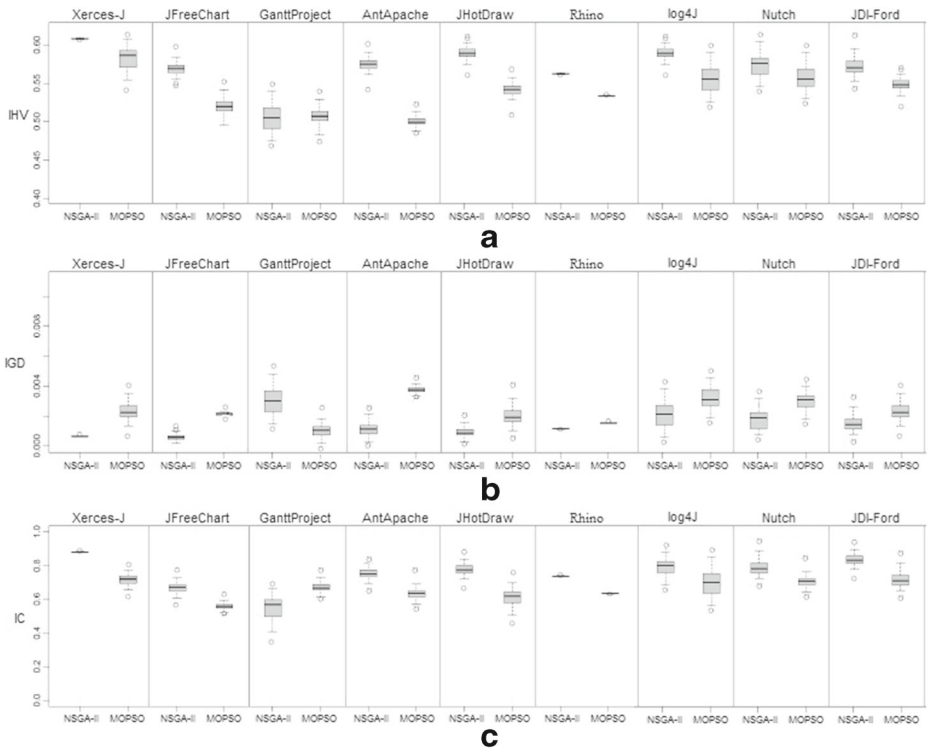 Xerces-J JFreeChart GanttProject AntApache JHotDraw Rhino log4J Nutch JDI-Ford
0.60
0.55
IHV
0.50
0.45
0.40
NSGA-II MOPSO NSGA-II MOPSO NSGA-II MOPSO NSGA-II MOPSO NSGA-II MOPSO NSGA-II MOPSO NSGA-II MOPSO NSGA-II MOPSO NSGA-II MOPSO
a
Xerces-J JFreeChart GanttProject AntApache JHotDraw Rhino log4J Nutch JDI-Ford
0.008
IGD
0.004
0.000
NSGA-II MOPSO NSGA-II MOPSO NSGA-II MOPSO NSGA-II MOPSO NSGA-II MOPSO NSGA-II MOPSO NSGA-II MOPSO NSGA-II MOPSO NSGA-II MOPSO
b
Xerces-J JFreeChart GanttProject AntApache JHotDraw Rhino log4J Nutch JDI-Ford
1.0
0.8
0.6
IC
0.4
0.2
0.0
NSGA-II MOPSO NSGA-II MOPSO NSGA-II MOPSO NSGA-II MOPSO NSGA-II MOPSO NSGA-II MOPSO NSGA-II MOPSO NSGA-II MOPSO NSGA-II MOPSO
c